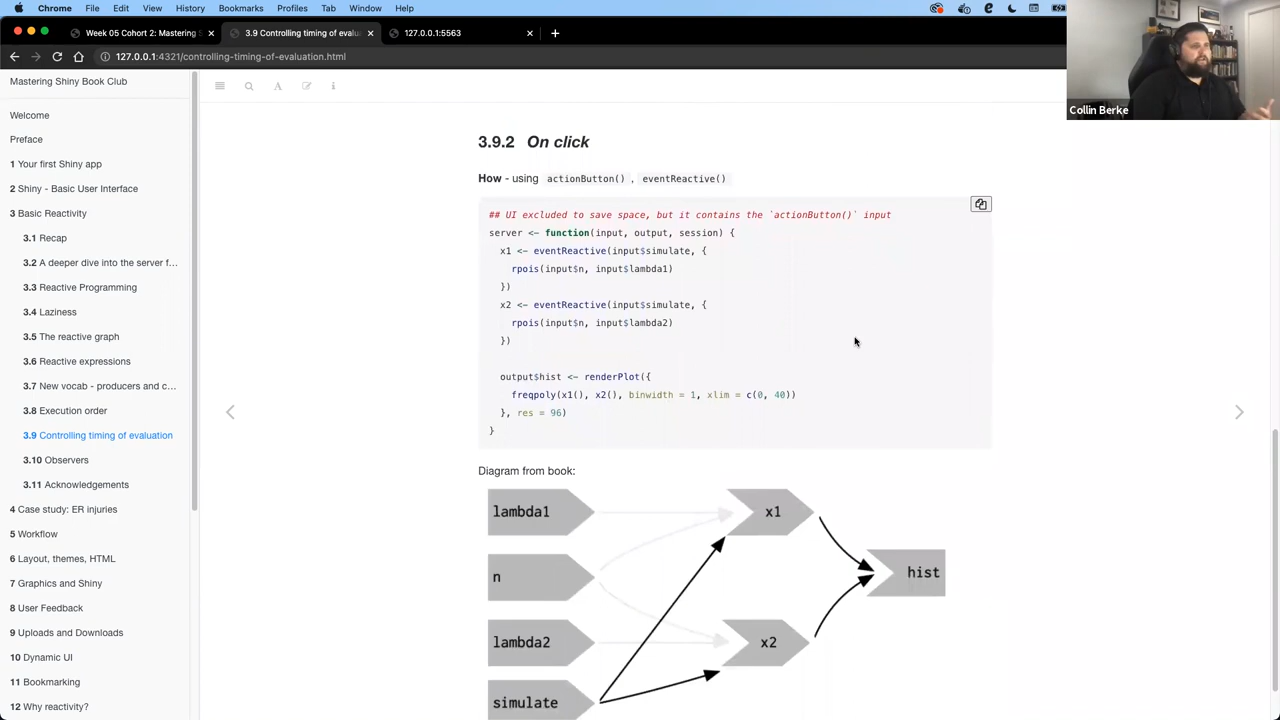 Chrome File Edit View History Bookmarks Profiles Tab Window Help
Week 05 Cohort 2: Mastering S
3.9 Controlling timing of evalua
127.0.0.1:5563
127.0.0.1:4321/controlling-timing-of-evaluation.html
Collin Berke
Mastering Shiny Book Club
Welcome
Preface
1 Your first Shiny app
2 Shiny - Basic User Interface
3 Basic Reactivity
3.1 Recap
3.2 A deeper dive into the server f...
3.3 Reactive Programming
3.4 Laziness
3.5 The reactive graph
3.6 Reactive expressions
3.7 New vocab - producers and c...
3.8 Execution order
3.9 Controlling timing of evaluation
3.10 Observers
3.11 Acknowledgements
4 Case study: ER injuries
5 Workflow
6 Layout, themes, HTML
7 Graphics and Shiny
8 User Feedback
9 Uploads and Downloads
10 Dynamic UI
11 Bookmarking
12 Why reactivity?
3.9.2 On click
How - using actionButton() , eventReactive()
## UI excluded to save space, but it contains the `actionButton()` input
server <- function(input, output, session) {
x1 <- eventReactive(input$simulate, {
rpois(input$n, input$lambda1)
})
x2 <- eventReactive(input$simulate, {
rpois(input$n, input$lambda2)
})
output$hist <- renderPlot({
freqpoly(x1(), x2(), binwidth = 1, xlim = c(0, 40))
}, res = 96)
}
Diagram from book:
lambda1
x1
n
hist
lambda2
x2
simulate